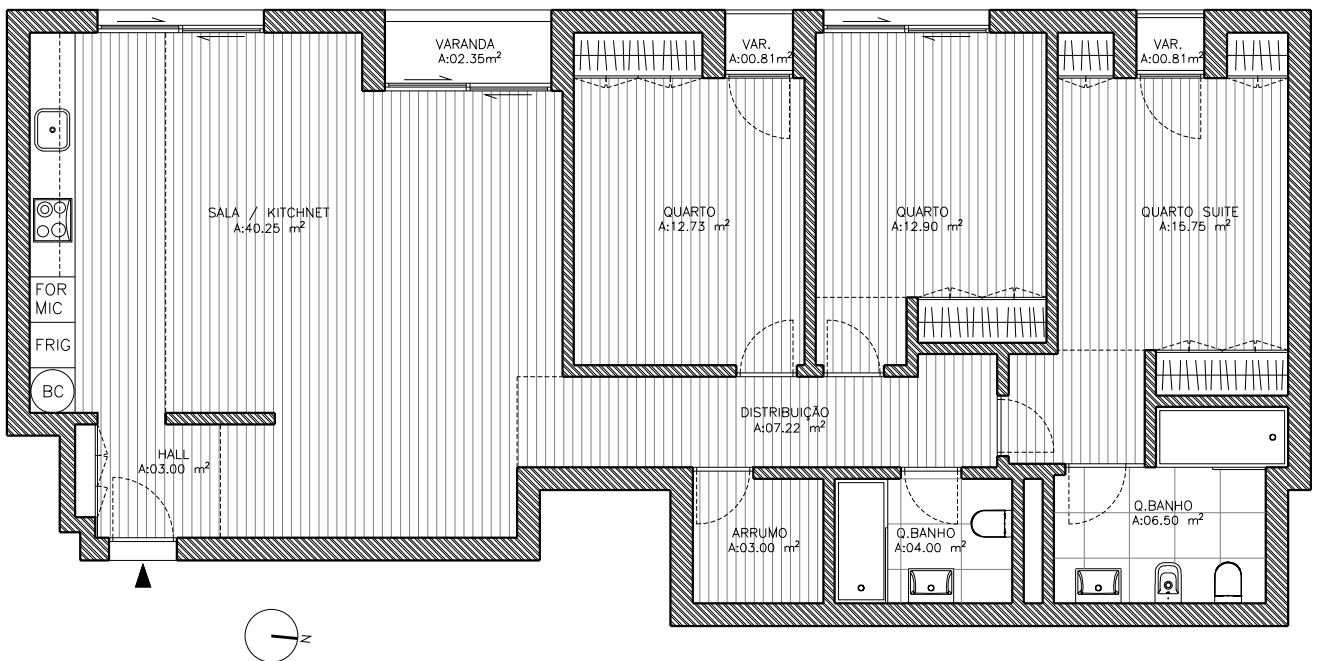 VARANDA
A:02.35m²
VAR.
A:00.81m²
VAR.
A:00.81m²
SALA / KITCHNET
A:40.25 m²
QUARTO
A:12.73 m²
QUARTO
A:12.90 m²
QUARTO SUITE
A:15.75 m²
FOR
MIC
FRIG
BC
HALL
A:03.00 m²
DISTRIBUIÇÃO
A:07.22 m²
ARRUMO
A:03.00 m²
Q.BANHO
A:04.00 m²
Q.BANHO
A:06.50 m²
N